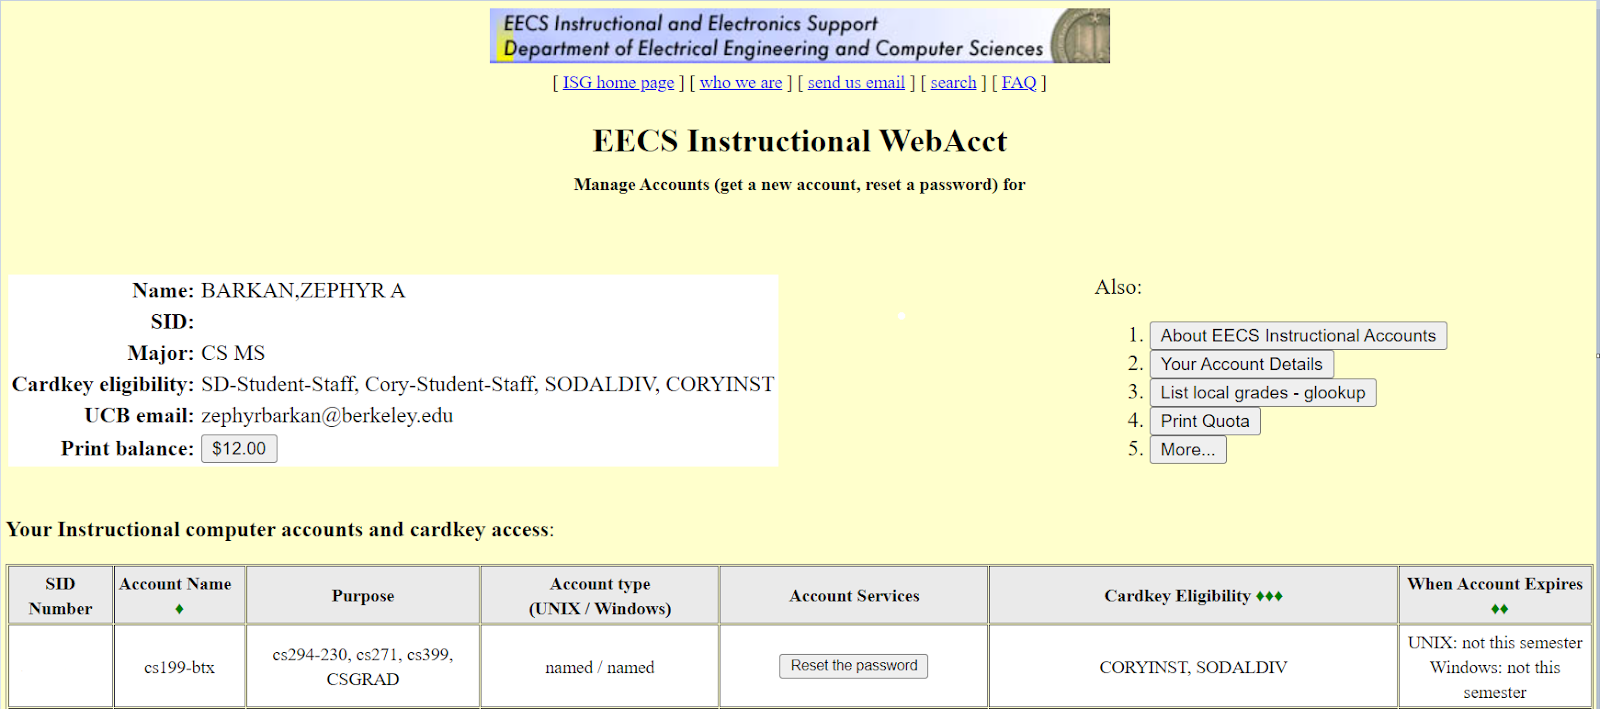 EECS Instructional and Electronics Support
Department of Electrical Engineering and Computer Sciences
[ ISG home page ] [ who we are ] [ send us email ] [ search ] [ FAQ ]
EECS Instructional WebAcct
Manage Accounts (get a new account, reset a password) for
Name: BARKAN,ZEPHYR A
SID:
Major: CS MS
Cardkey eligibility: SD-Student-Staff, Cory-Student-Staff, SODALDIV, CORYINST
UCB email: zephyrbarkan@berkeley.edu
Print balance: $12.00
Also:
1. About EECS Instructional Accounts
2. Your Account Details
3. List local grades - glookup
4. Print Quota
5. More...
Your Instructional computer accounts and cardkey access:
SID
Number
Account Name
♦
Purpose
Account type
(UNIX / Windows)
Account Services
Cardkey Eligibility ♦♦♦
When Account Expires
♦♦
cs199-btx
cs294-230, cs271, cs399,
CSGRAD
named / named
Reset the password
CORYINST, SODALDIV
UNIX: not this semester
Windows: not this
semester